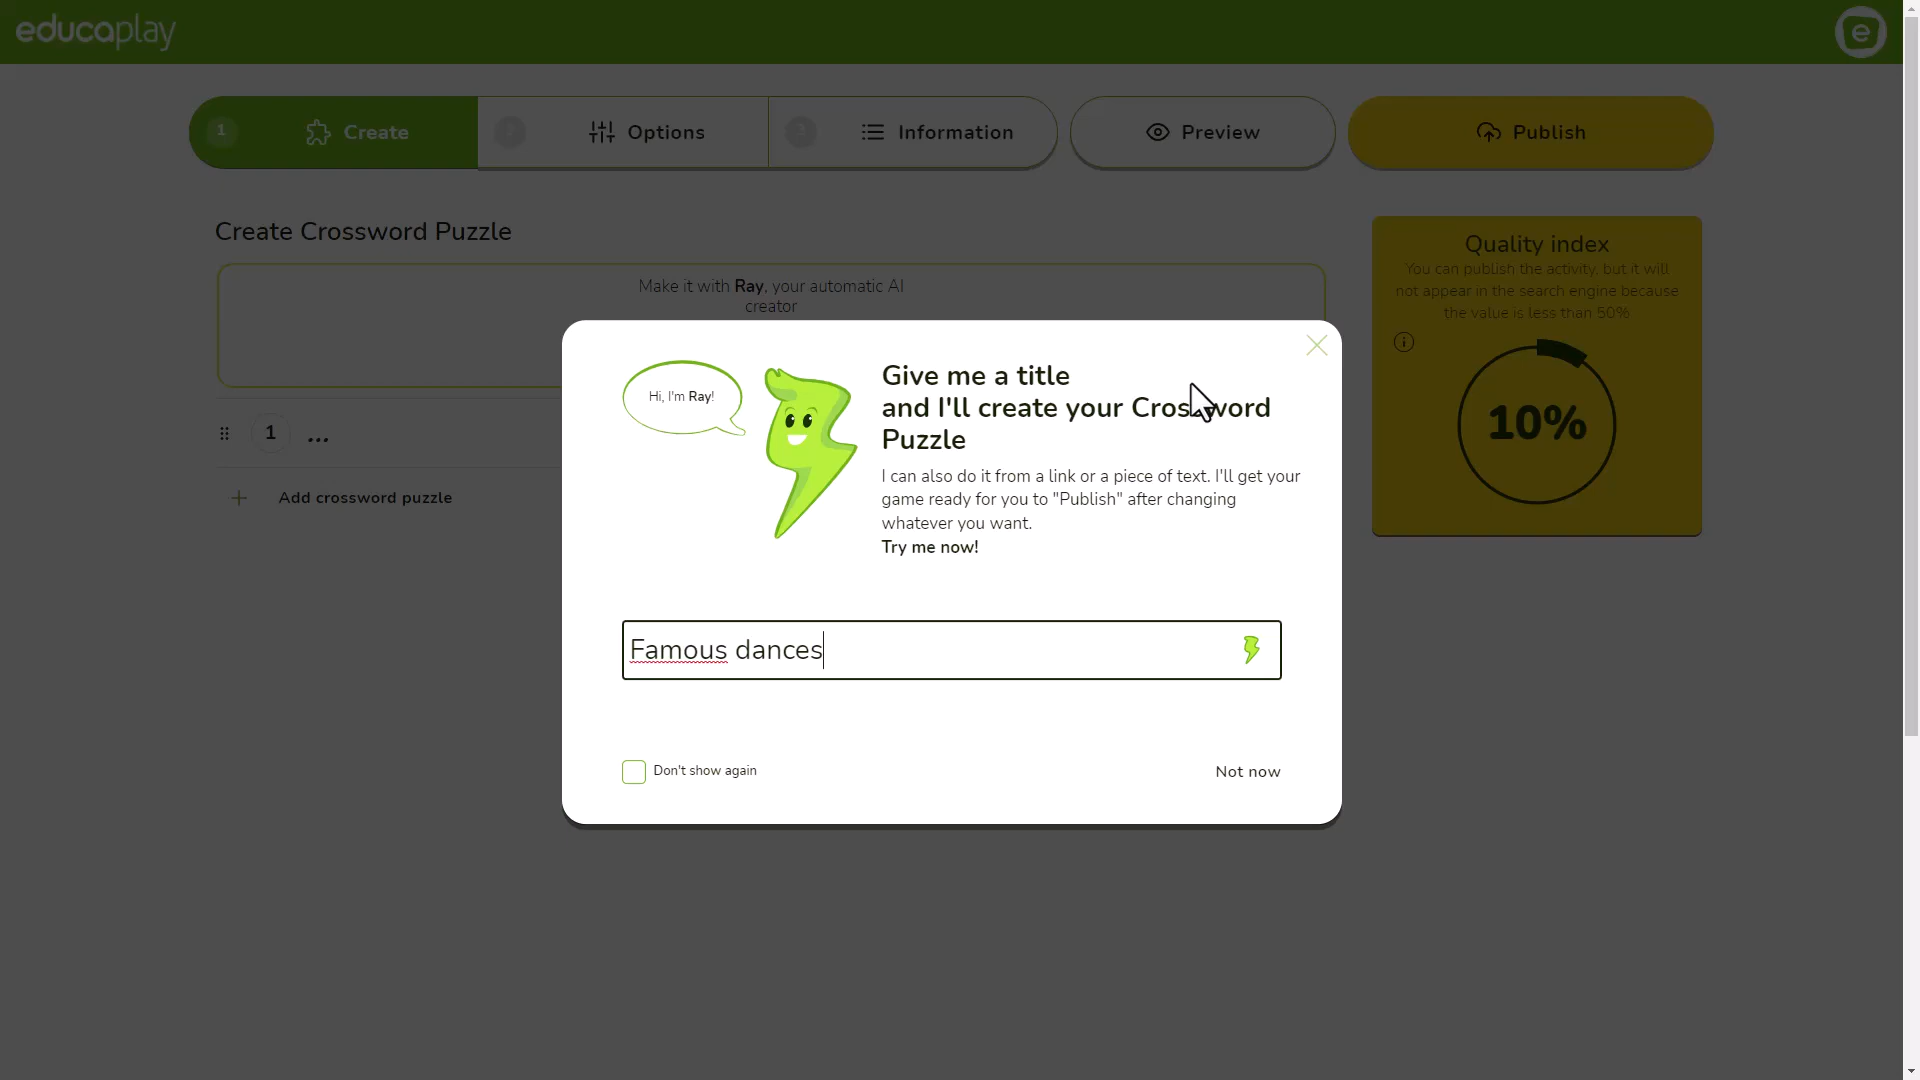 educaplay
e
1 Create
Options
Information
Preview
Publish
Create Crossword Puzzle
Make it with Ray, your automatic AI
creator
1 ...
+ Add crossword puzzle
Quality index
You can publish the activity, but it will
not appear in the search engine because
the value is less than 50%
i
10%
Hi, I'm Ray!
Give me a title
and I'll create your Crossword
Puzzle
I can also do it from a link or a piece of text. I'll get your
game ready for you to "Publish" after changing
whatever you want.
Try me now!
Famous dances
Don't show again
Not now